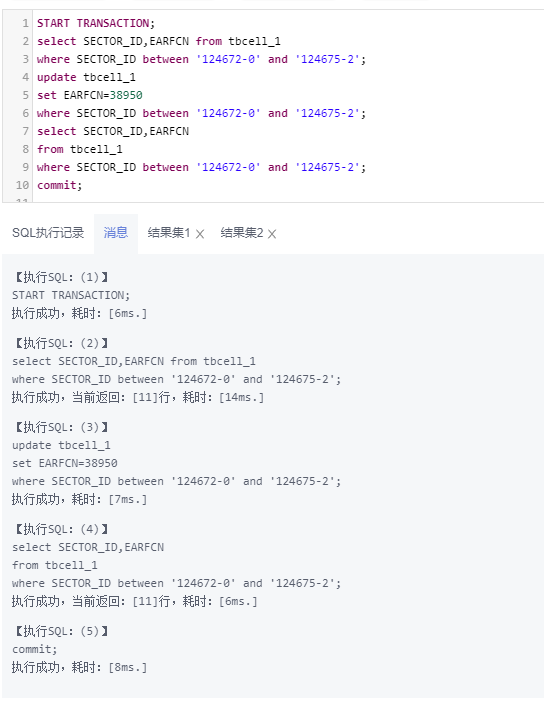 1 START TRANSACTION;
2 select SECTOR_ID,EARFCN from tbcell_1
3 where SECTOR_ID between '124672-0' and '124675-2';
4 update tbcell_1
5 set EARFCN=38950
6 where SECTOR_ID between '124672-0' and '124675-2';
7 select SECTOR_ID,EARFCN
8 from tbcell_1
9 where SECTOR_ID between '124672-0' and '124675-2';
10 commit;
11
SQL执行记录 消息 结果集1 × 结果集2 ×
【执行SQL: (1)】
START TRANSACTION;
执行成功，耗时: [6ms.]
【执行SQL: (2)】
select SECTOR_ID,EARFCN from tbcell_1
where SECTOR_ID between '124672-0' and '124675-2';
执行成功，当前返回: [11]行，耗时: [14ms.]
【执行SQL: (3)】
update tbcell_1
set EARFCN=38950
where SECTOR_ID between '124672-0' and '124675-2';
执行成功，耗时: [7ms.]
【执行SQL: (4)】
select SECTOR_ID,EARFCN
from tbcell_1
where SECTOR_ID between '124672-0' and '124675-2';
执行成功，当前返回: [11]行，耗时: [6ms.]
【执行SQL: (5)】
commit;
执行成功，耗时: [8ms.]